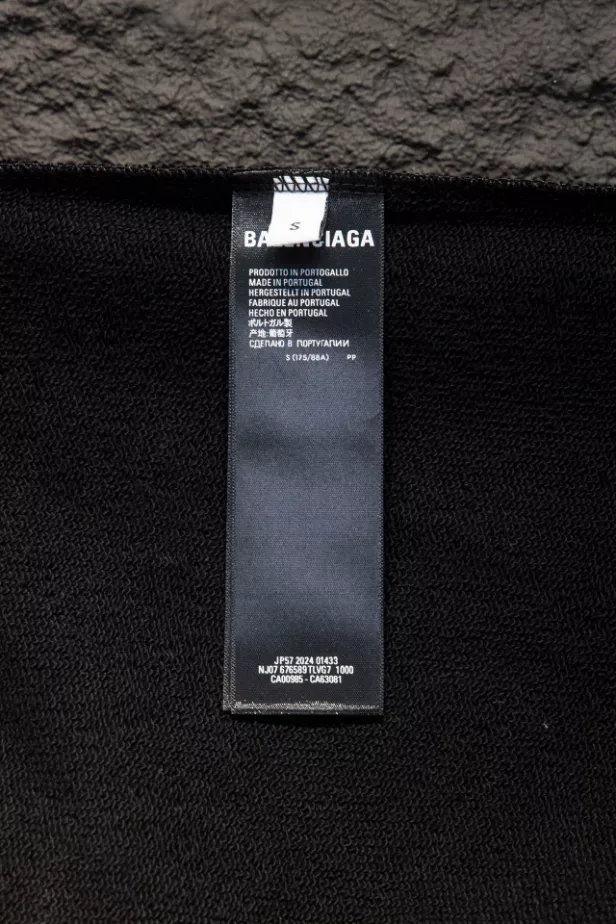 S
BALENCIAGA
PRODOTTO IN PORTOGALLO
MADE IN PORTUGAL
HERGESTELLT IN PORTUGAL
FABRIQUE AU PORTUGAL
HECHO EN PORTUGAL
ポルトガル製
产地:葡萄牙
СДЕЛАНО В ПОРТУГАЛИИ
S (175/88A) PP
JP57 2024 01433
NJ07 676589 TLVG7 1000
CA00985 - CA63081